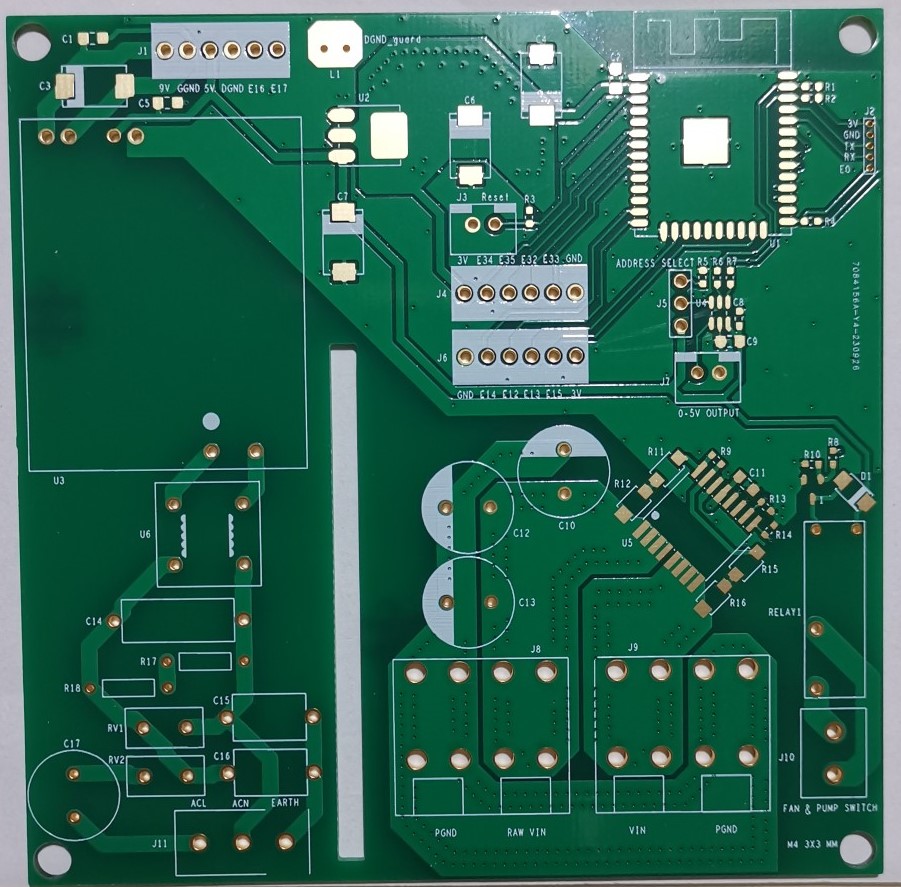 C1
J1
9V GGND 5V DGND E16 E17
C3
C5
DGND_guard
L1
C4
C2
U2
C6
R1
R2
J2
3V
GND
TX
RX
E0
C7
J3 Reset
R3
R4
U1
3V E34 E35 E32 E33 GND
J4
ADDRESS SELECT
R5 R6 R7
J5
U4
C8
C9
J6
GND E14 E12 E13 E15 3V
J7
0-5V OUTPUT
7084156A-Y4-230926
U3
U6
C10
C12
C13
R11
R12
R9
C11
R13
R14
U5
R15
R16
R8
R10
D1
RELAY1
C14
R17
R18
C15
RV1
RV2
C16
C17
ACL ACN EARTH
J11
J8
J9
J10
PGND RAW VIN VIN PGND
FAN & PUMP SWITCH
M4 3X3 MM